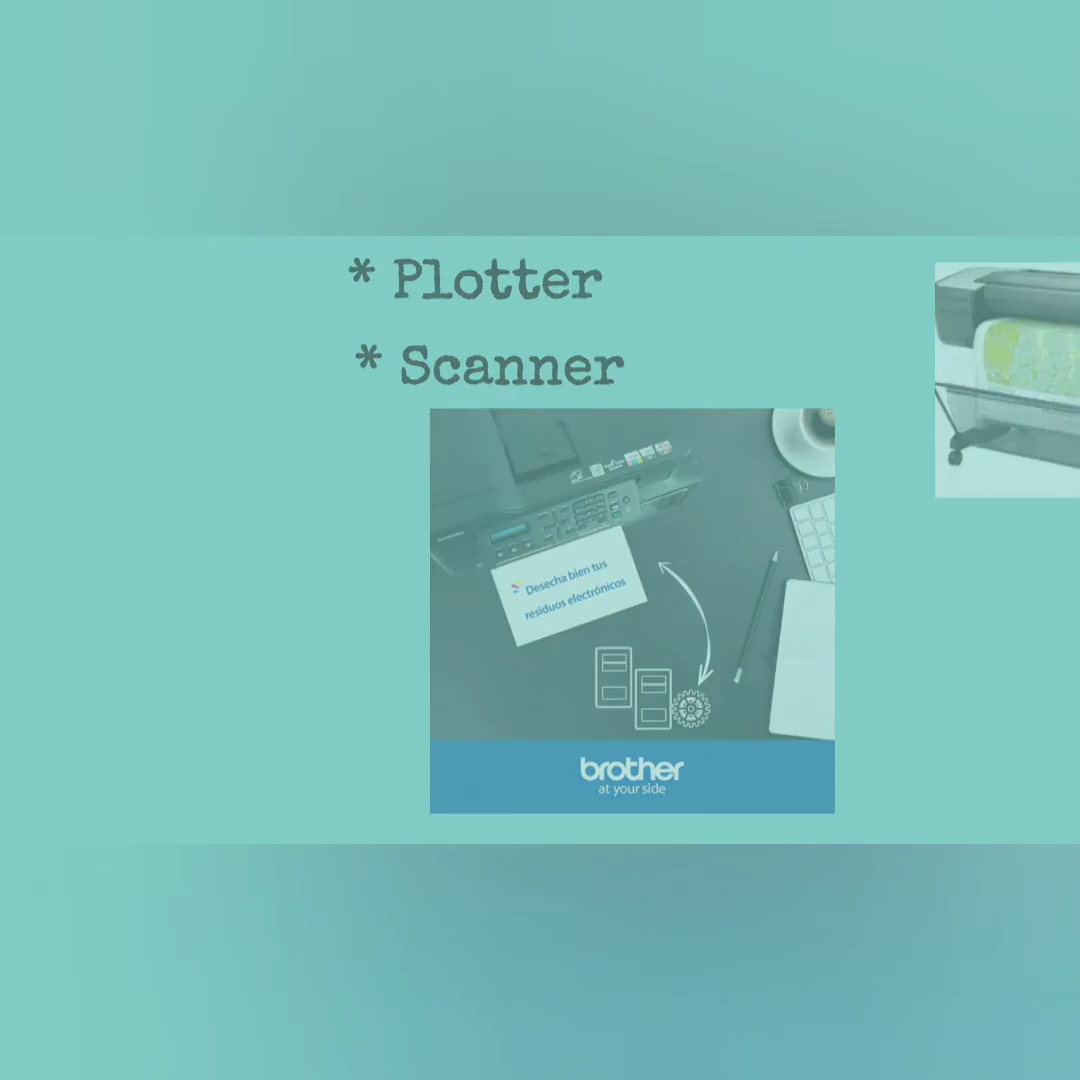 * Plotter
* Scanner
Desecha bien tus
residuos electrónicos
brother
at your side